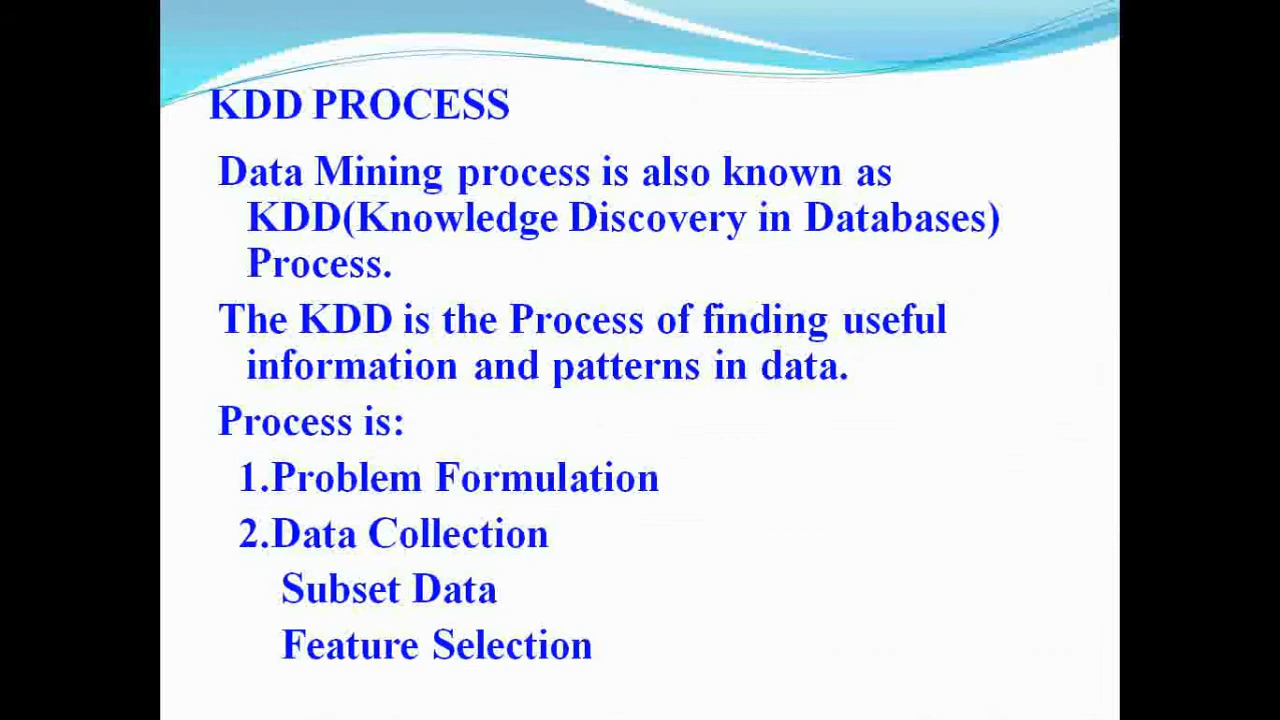 KDD PROCESS
Data Mining process is also known as
KDD(Knowledge Discovery in Databases)
Process.
The KDD is the Process of finding useful
information and patterns in data.
Process is:
1.Problem Formulation
2.Data Collection
Subset Data
Feature Selection